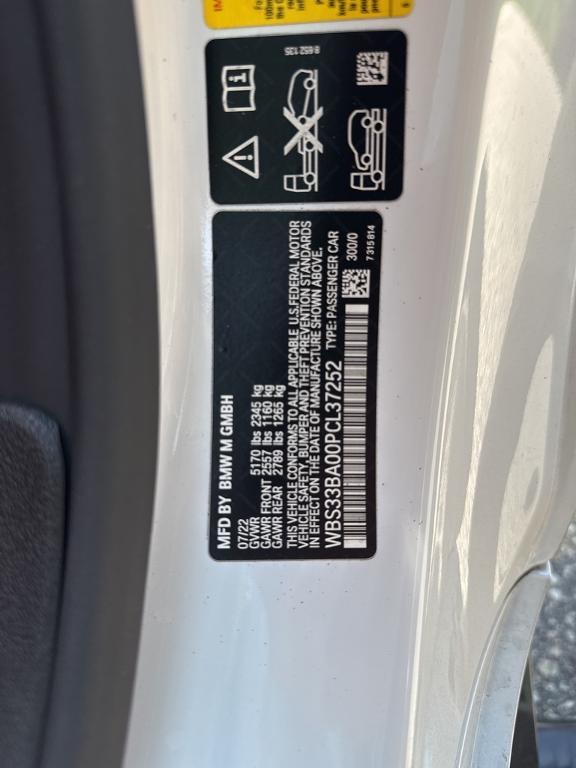 8 652 135
MFD BY BMW M GMBH
07/22
GVWR 5170 lbs 2345 kg
GAWR FRONT 2557 lbs 1160 kg
GAWR REAR 2789 lbs 1265 kg
THIS VEHICLE CONFORMS TO ALL APPLICABLE U.S.FEDERAL MOTOR
VEHICLE SAFETY, BUMPER AND THEFT PREVENTION STANDARDS
IN EFFECT ON THE DATE OF MANUFACTURE SHOWN ABOVE.
WBS33BA00PCL37252 TYPE: PASSENGER CAR
300/0
7 315 814